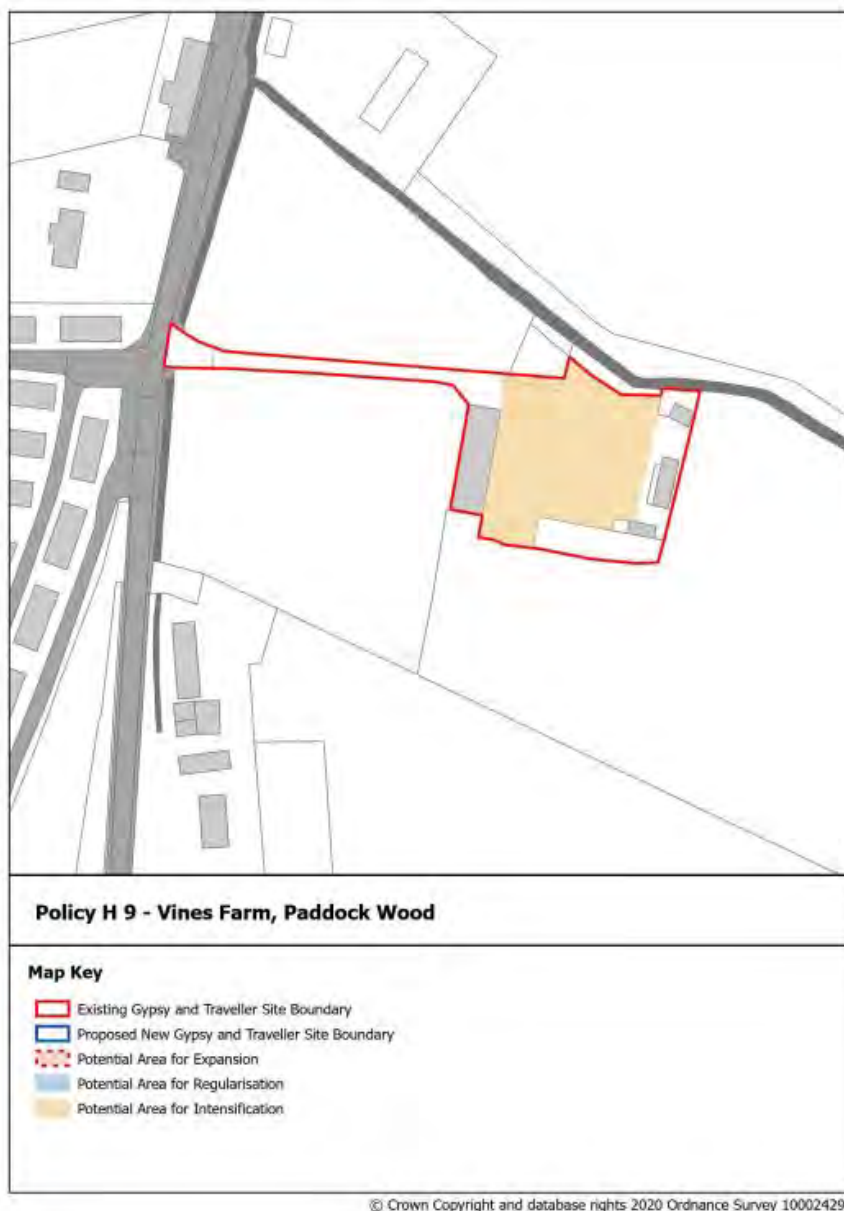 Policy H 9 - Vines Farm, Paddock Wood
Map Key
Existing Gypsy and Traveller Site Boundary
Proposed New Gypsy and Traveller Site Boundary
Potential Area for Expansion
Potential Area for Regularisation
Potential Area for Intensification
© Crown Copyright and database rights 2020 Ordnance Survey 10002429